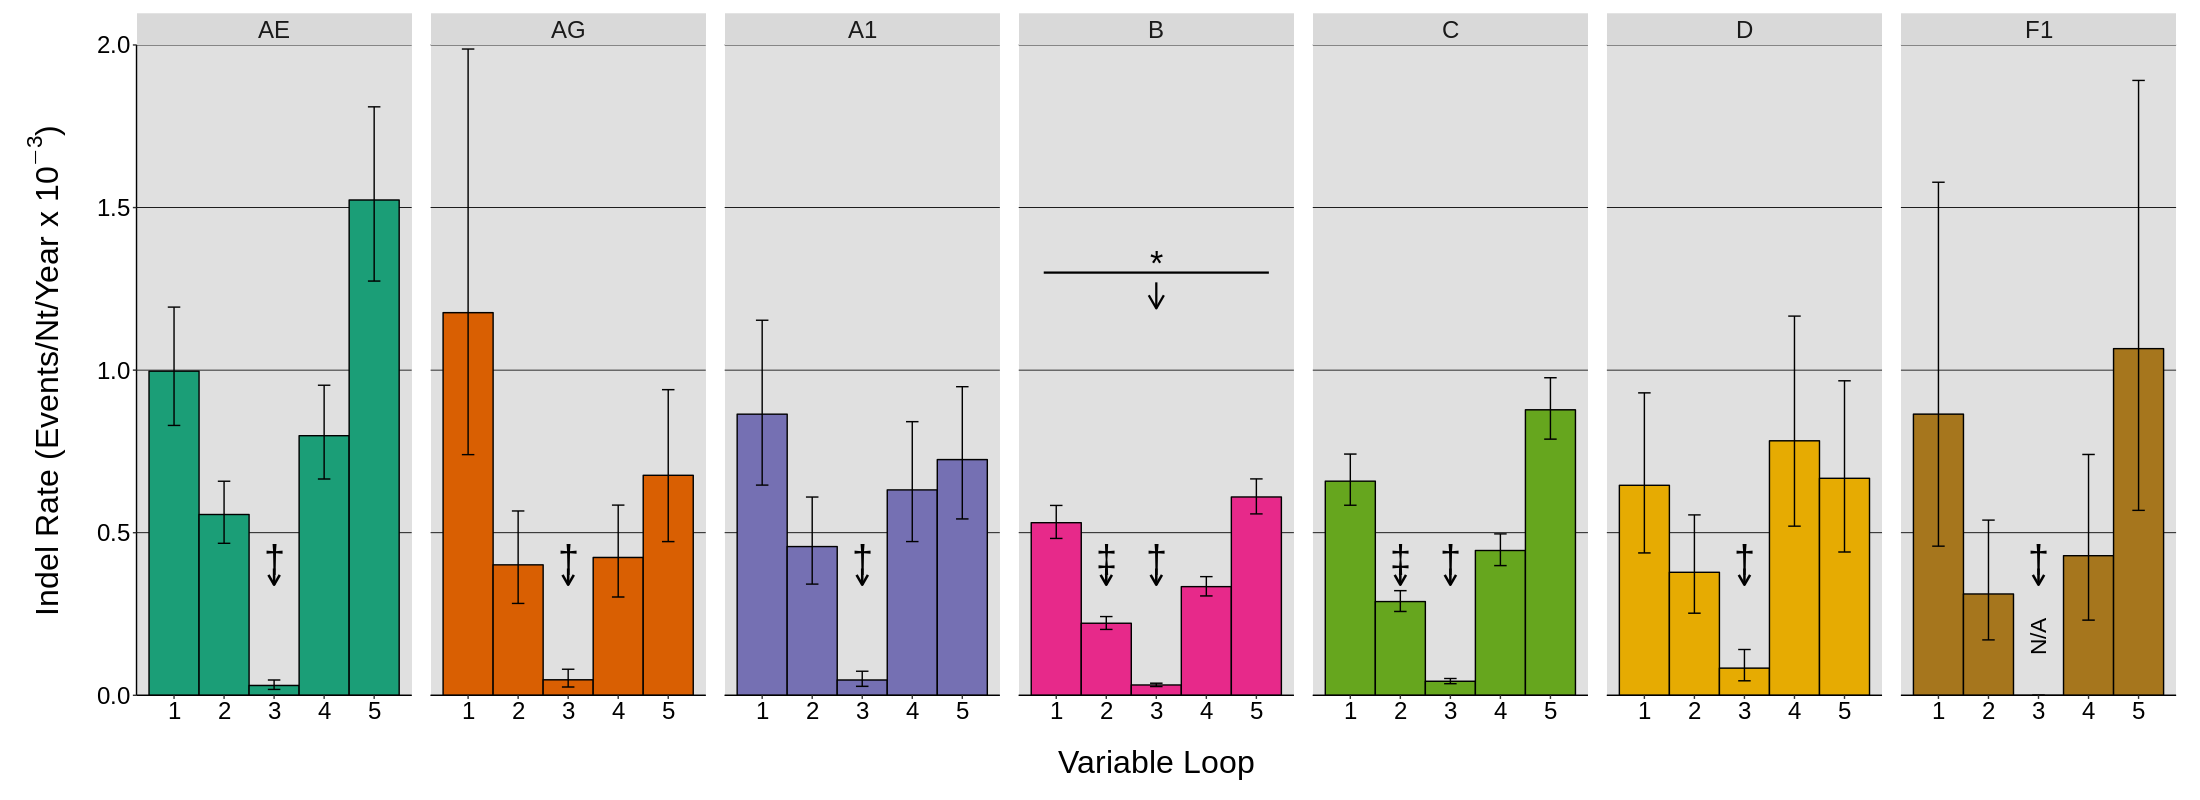 AE AG A1 B C D F1
2.0
1.5
1.0
0.5
0.0
Indel Rate (Events/Nt/Year x 10⁻³)
*
↓
† † † ‡ † ‡ † † †
↓ ↓ ↓ ↓ ↓ ↓ ↓ ↓ ↓
N/A
1 2 3 4 5 1 2 3 4 5 1 2 3 4 5 1 2 3 4 5 1 2 3 4 5 1 2 3 4 5 1 2 3 4 5
Variable Loop